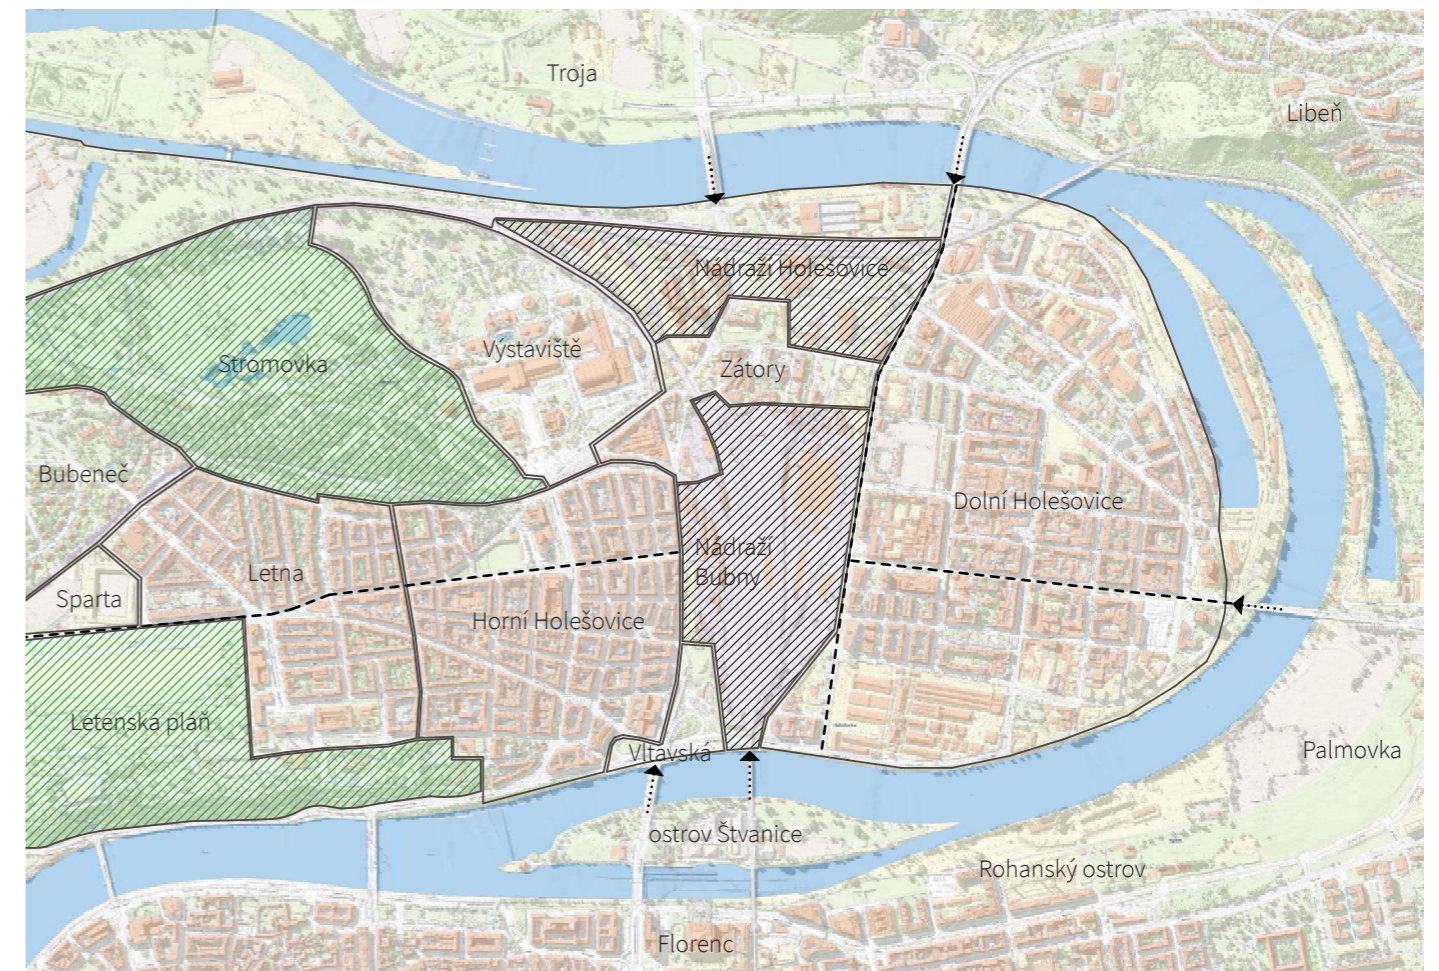 Troja
Libeň
Nádraží Holešovice
Výstaviště
Stromovka
Zátory
Bubeneč
Dolní Holešovice
Nádraží
Bubny
Letna
Sparta
Horní Holešovice
Letenská pláň
Vltavská
Palmovka
ostrov Štvanice
Rohanský ostrov
Florenc